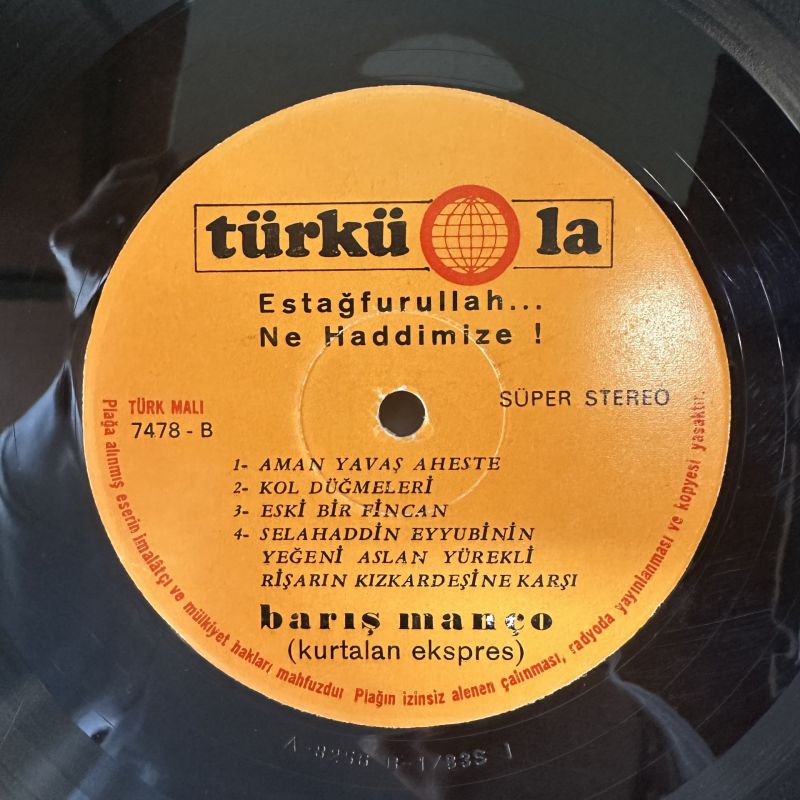 türkü la
Estağfurullah...
Ne Haddimize !
SÜPER STEREO
TÜRK MALI
7478 - B
1- AMAN YAVAŞ AHESTE
2- KOL DÜĞMELERİ
3- ESKİ BİR FİNCAN
4- SELAHADDİN EYYUBİNİN
YEĞENİ ASLAN YÜREKLİ
RİŞARIN KIZKARDEŞİNE KARŞI
barış manço
(kurtalan ekspres)
Plağa alınmış eserin imalâtçı ve mülkiyet hakları mahfuzdur Plağın izinsiz alenen çalınması, radyoda yayınlanması ve kopyesi yasaktır.